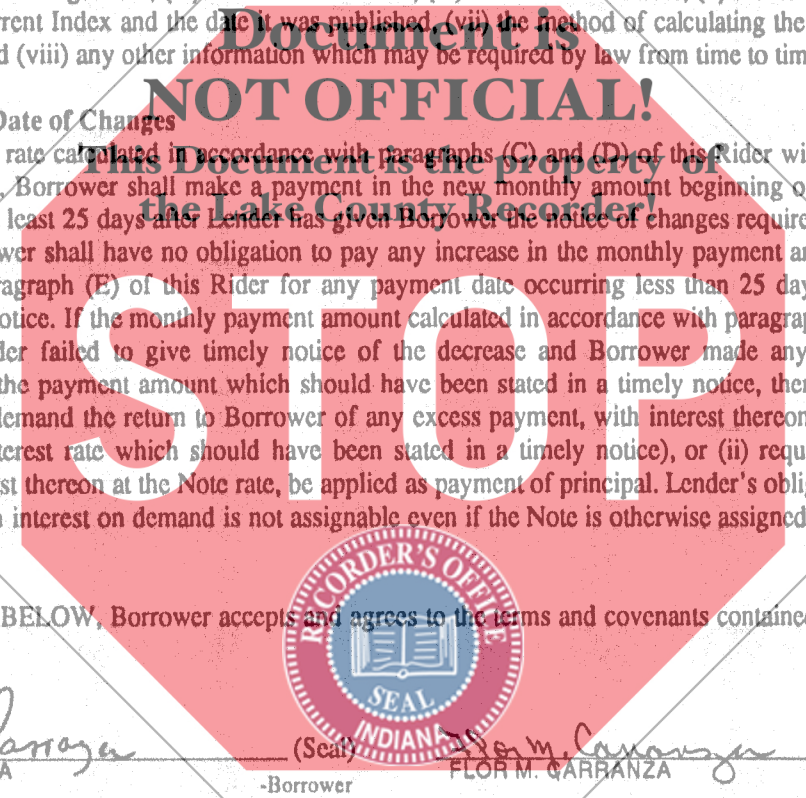 rrent Index and the date it was published, (vii) the method of calculating the
d (viii) any other information which may be required by law from time to tim
Document is
NOT OFFICIAL!
This Document is the property of
the Lake County Recorder!
Date of Changes
rate calculated in accordance with paragraphs (C) and (D) of this Rider wi
, Borrower shall make a payment in the new monthly amount beginning o
least 25 days after Lender has given Borrower the notice of changes require
wer shall have no obligation to pay any increase in the monthly payment a
ragraph (E) of this Rider for any payment date occurring less than 25 day
otice. If the monthly payment amount calculated in accordance with paragrap
der failed to give timely notice of the decrease and Borrower made any
the payment amount which should have been stated in a timely notice, then
demand the return to Borrower of any excess payment, with interest thereon
terest rate which should have been stated in a timely notice), or (ii) requ
st thereon at the Note rate, be applied as payment of principal. Lender's oblig
n interest on demand is not assignable even if the Note is otherwise assigned
STOP
BELOW, Borrower accepts and agrees to the terms and covenants contained
RECORDER'S OFFICE
SEAL
INDIANA
(Seal)
A
-Borrower
Flor M. Carranza
FLOR M. CARRANZA